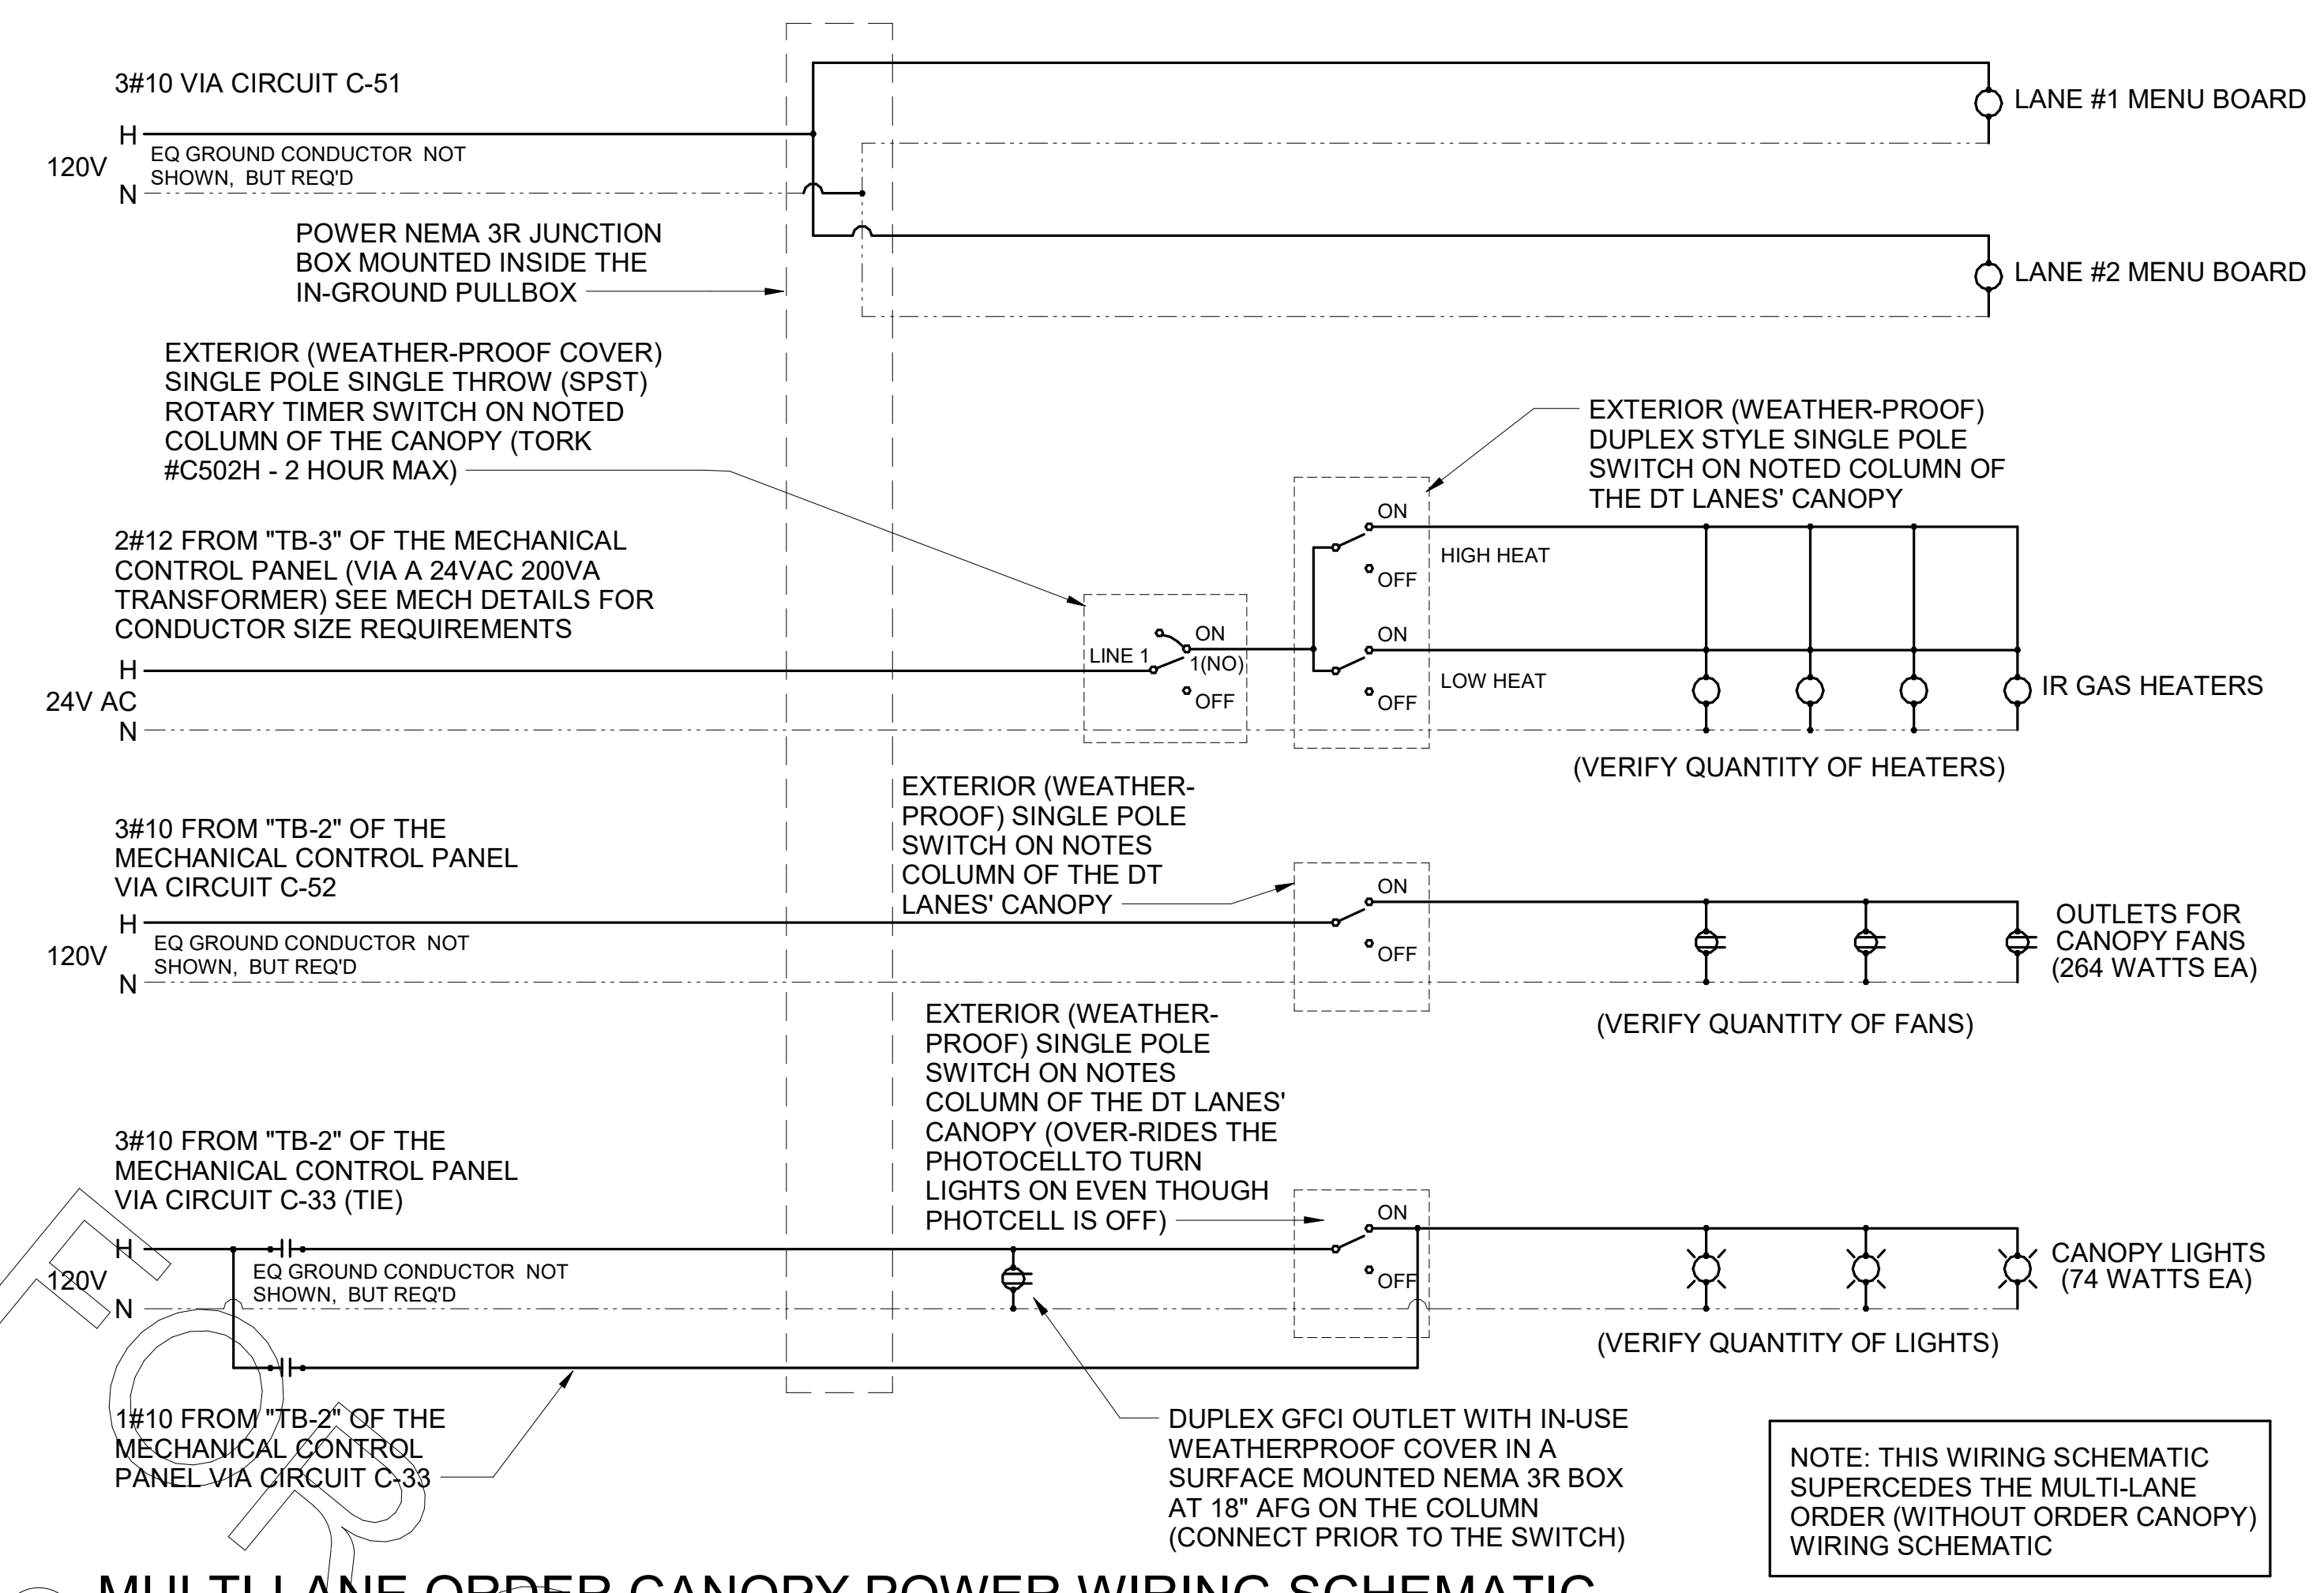 3#10 VIA CIRCUIT C-51
H
120V
N
EQ GROUND CONDUCTOR NOT
SHOWN, BUT REQ'D
LANE #1 MENU BOARD
LANE #2 MENU BOARD
POWER NEMA 3R JUNCTION
BOX MOUNTED INSIDE THE
IN-GROUND PULLBOX
EXTERIOR (WEATHER-PROOF COVER)
SINGLE POLE SINGLE THROW (SPST)
ROTARY TIMER SWITCH ON NOTED
COLUMN OF THE CANOPY (TORK
#C502H - 2 HOUR MAX)
EXTERIOR (WEATHER-PROOF)
DUPLEX STYLE SINGLE POLE
SWITCH ON NOTED COLUMN OF
THE DT LANES' CANOPY
2#12 FROM "TB-3" OF THE MECHANICAL
CONTROL PANEL (VIA A 24VAC 200VA
TRANSFORMER) SEE MECH DETAILS FOR
CONDUCTOR SIZE REQUIREMENTS
H
24V AC
N
LINE 1
ON
1(NO)
OFF
ON
OFF
HIGH HEAT
ON
OFF
LOW HEAT
IR GAS HEATERS
(VERIFY QUANTITY OF HEATERS)
3#10 FROM "TB-2" OF THE
MECHANICAL CONTROL PANEL
VIA CIRCUIT C-52
H
120V
N
EQ GROUND CONDUCTOR NOT
SHOWN, BUT REQ'D
EXTERIOR (WEATHER-
PROOF) SINGLE POLE
SWITCH ON NOTES
COLUMN OF THE DT
LANES' CANOPY
ON
OFF
OUTLETS FOR
CANOPY FANS
(264 WATTS EA)
(VERIFY QUANTITY OF FANS)
EXTERIOR (WEATHER-
PROOF) SINGLE POLE
SWITCH ON NOTES
COLUMN OF THE DT LANES'
CANOPY (OVER-RIDES THE
PHOTOCELLTO TURN
LIGHTS ON EVEN THOUGH
PHOTCELL IS OFF)
3#10 FROM "TB-2" OF THE
MECHANICAL CONTROL PANEL
VIA CIRCUIT C-33 (TIE)
H
120V
N
EQ GROUND CONDUCTOR NOT
SHOWN, BUT REQ'D
ON
OFF
CANOPY LIGHTS
(74 WATTS EA)
(VERIFY QUANTITY OF LIGHTS)
1#10 FROM "TB-2" OF THE
MECHANICAL CONTROL
PANEL VIA CIRCUIT C-33
DUPLEX GFCI OUTLET WITH IN-USE
WEATHERPROOF COVER IN A
SURFACE MOUNTED NEMA 3R BOX
AT 18" AFG ON THE COLUMN
(CONNECT PRIOR TO THE SWITCH)
NOTE: THIS WIRING SCHEMATIC
SUPERCEDES THE MULTI-LANE
ORDER (WITHOUT ORDER CANOPY)
WIRING SCHEMATIC
MULTI-LANE ORDER CANOPY POWER WIRING SCHEMATIC